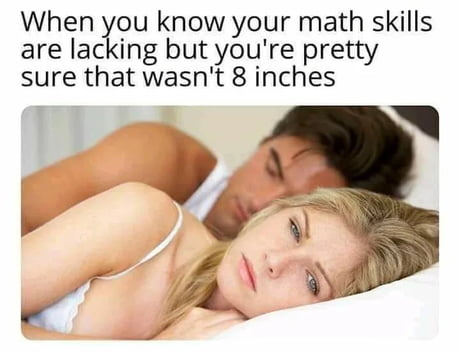 When you know your math skills
are lacking but you're pretty
sure that wasn't 8 inches